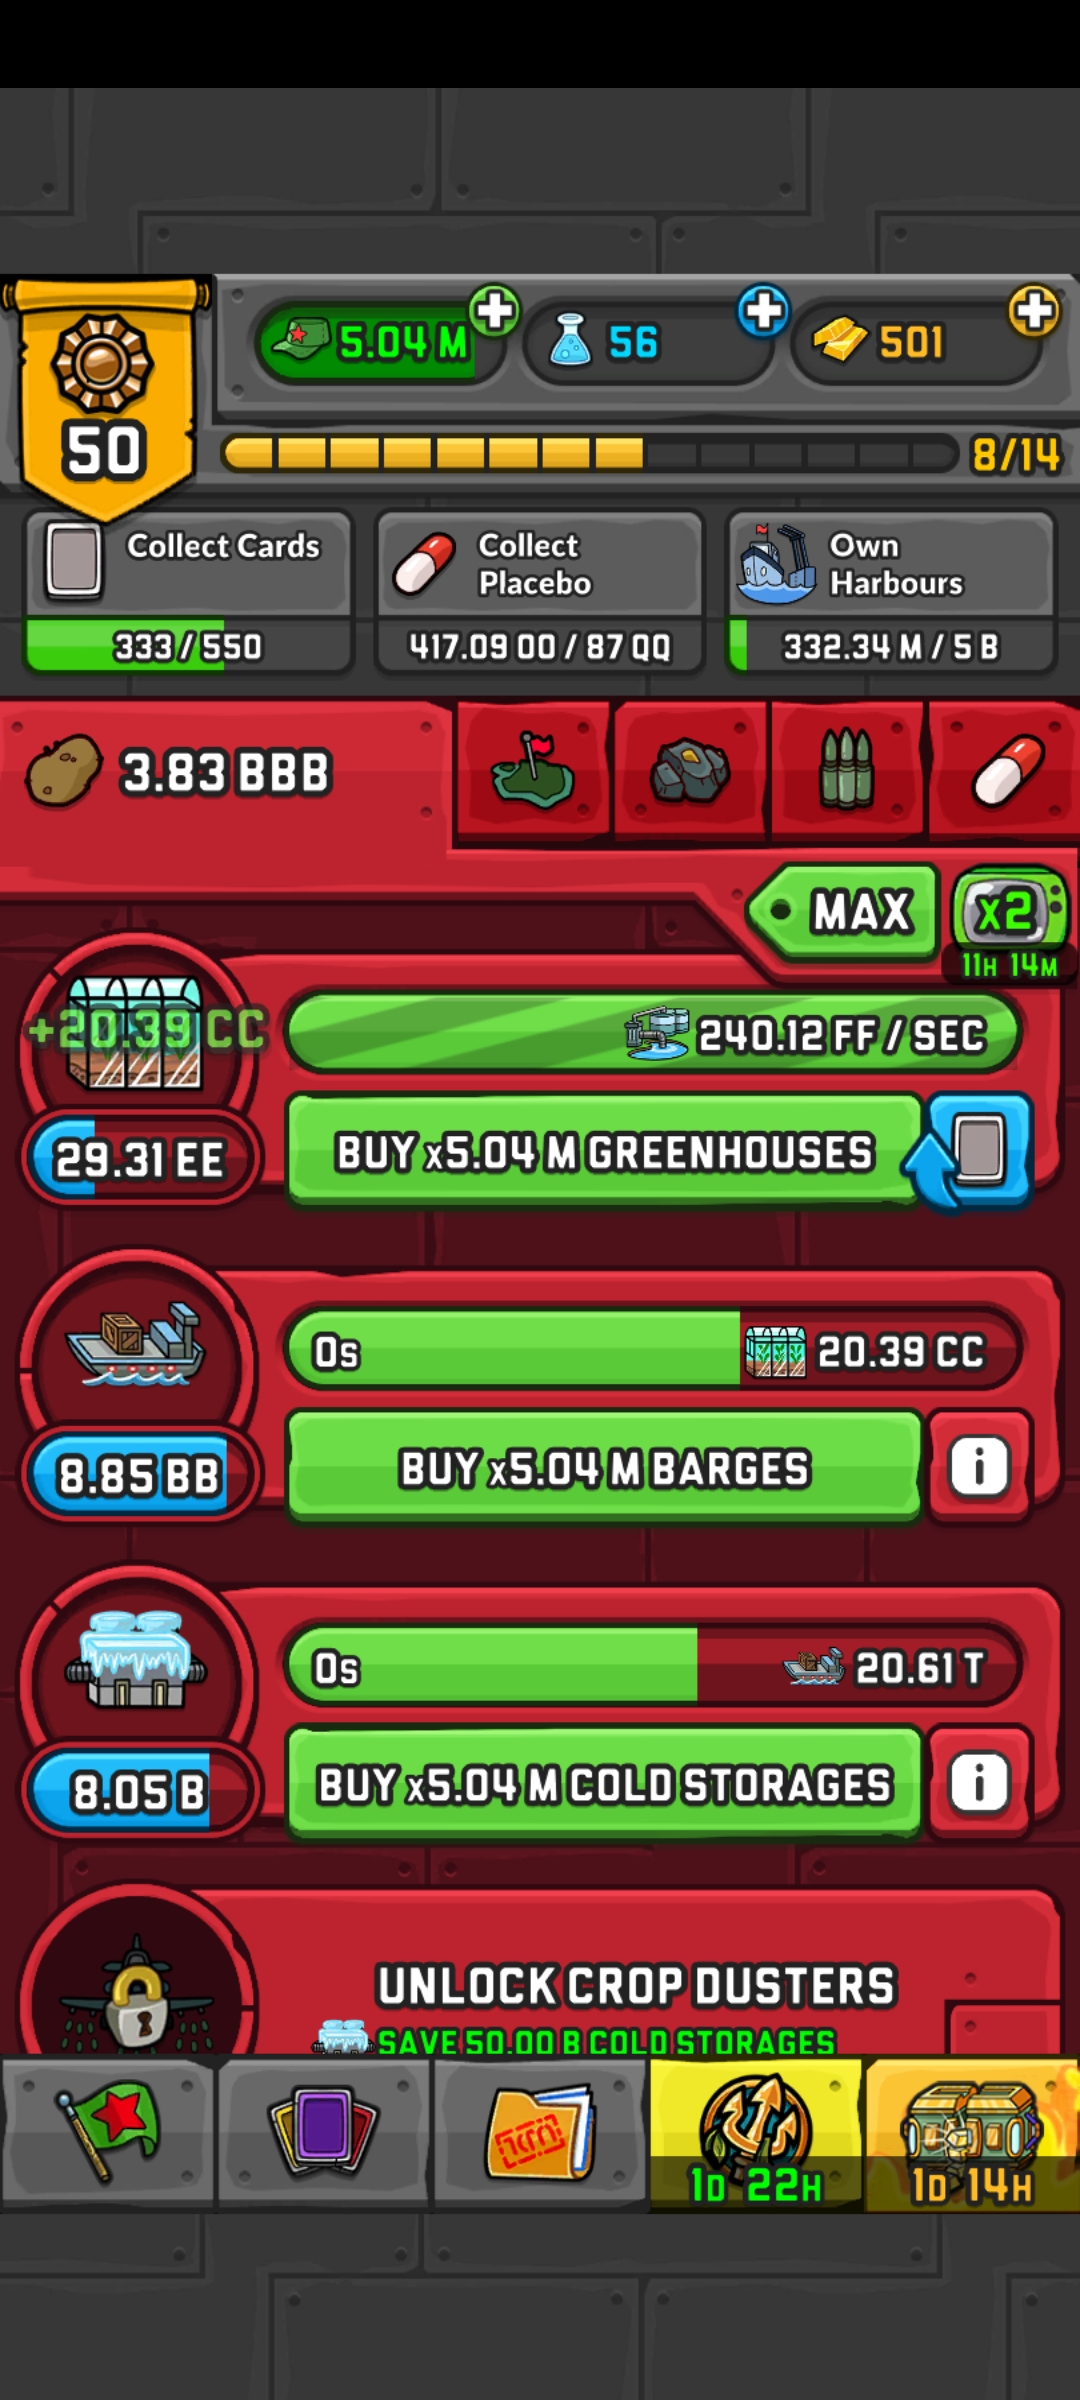 5.04 M
56
501
50
8/14
Collect Cards
333 / 550
Collect
Placebo
417.09 OO / 87 QQ
Own
Harbours
332.34 M / 5 B
3.83 BBB
MAX
x2
11H 14M
+20.39 CC
240.12 FF / SEC
29.31 EE
BUY x5.04 M GREENHOUSES
0s
20.39 CC
8.85 BB
BUY x5.04 M BARGES
0s
20.61 T
8.05 B
BUY x5.04 M COLD STORAGES
UNLOCK CROP DUSTERS
SAVE 50.00 B COLD STORAGES
1D 22H
1D 14H